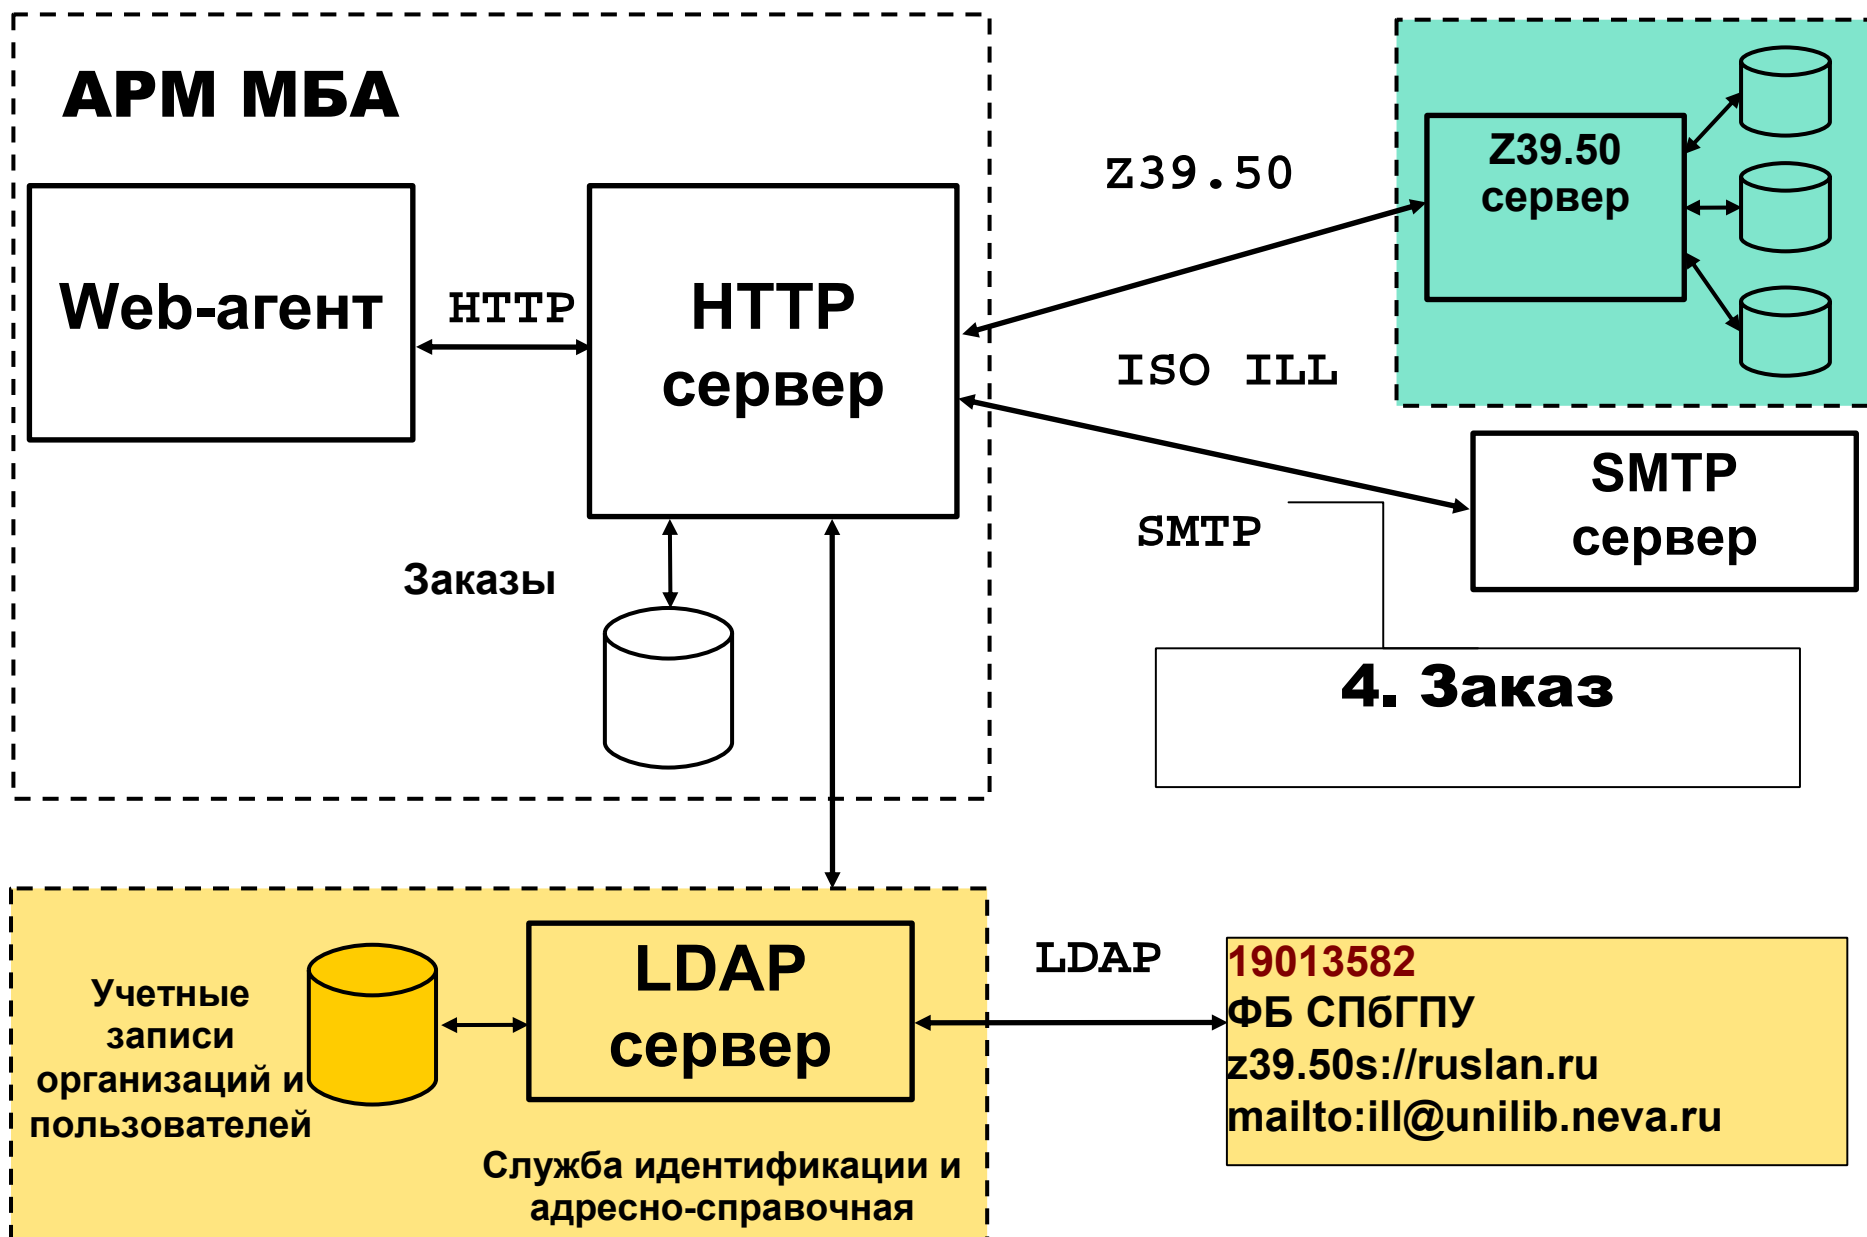 АРМ МБА
Web-агент
HTTP
HTTP
сервер
Заказы
Z39.50
Z39.50
сервер
ISO ILL
SMTP
SMTP
сервер
4. Заказ
Учетные
записи
организаций и
пользователей
LDAP
сервер
Служба идентификации и
адресно-справочная
LDAP
19013582
ФБ СПбГПУ
z39.50s://ruslan.ru
mailto:ill@unilib.neva.ru